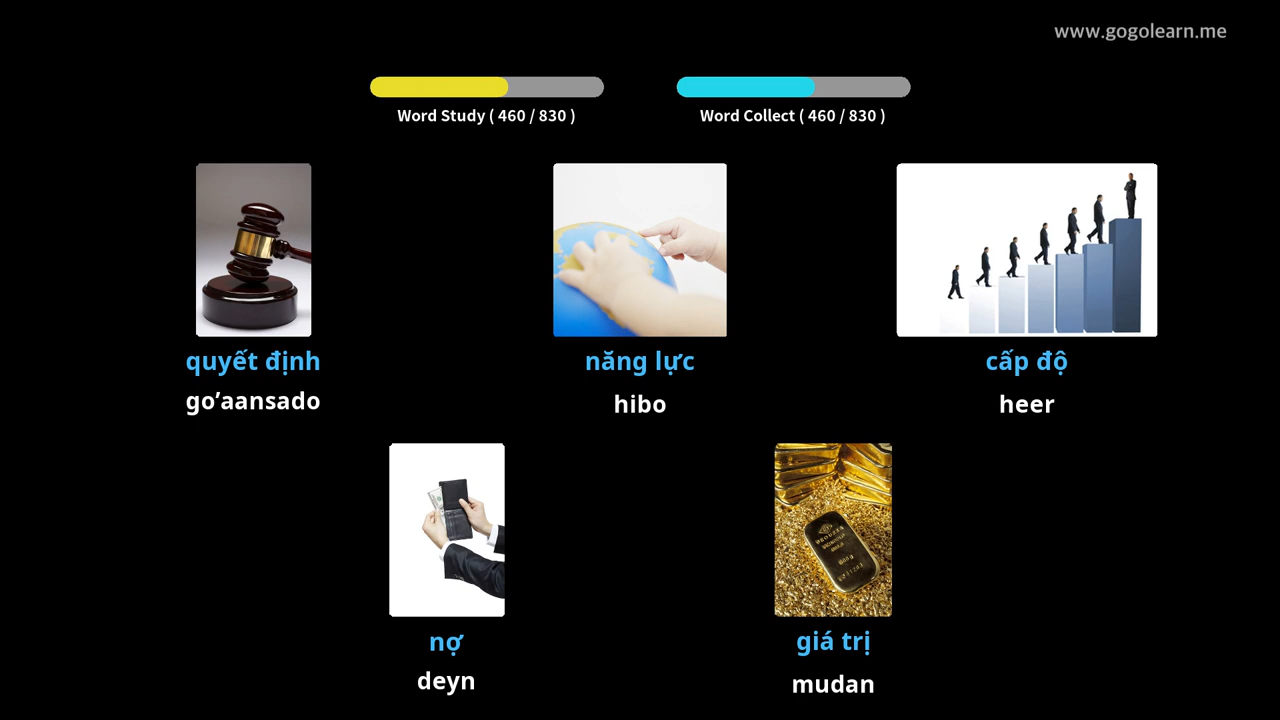 www.gogolearn.me
Word Study ( 460 / 830 )
Word Collect ( 460 / 830 )
quyết định
go’aansado
năng lực
hibo
cấp độ
heer
nợ
deyn
giá trị
mudan